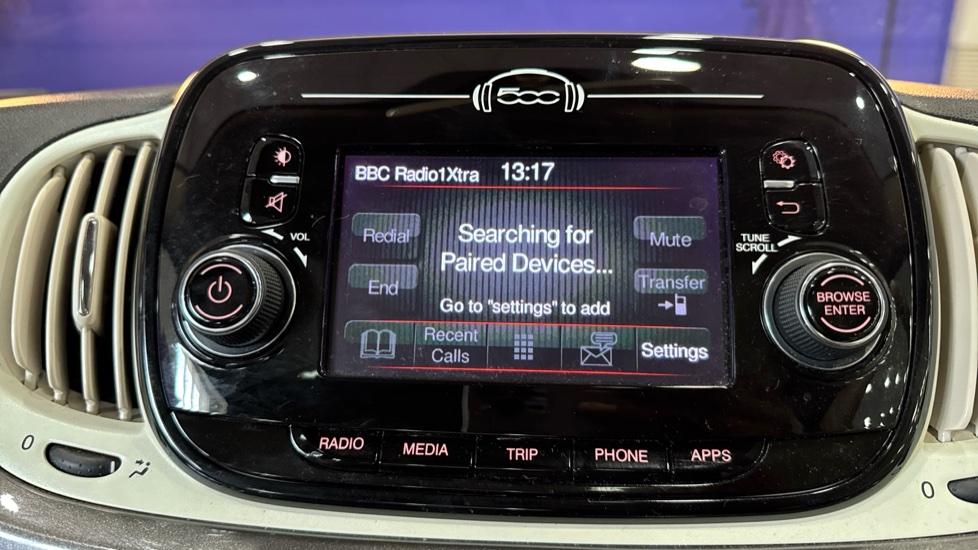 500
BBC Radio1Xtra 13:17
Redial
Searching for
Paired Devices...
Mute
End
Transfer
Go to "settings" to add
Recent
Calls
Settings
VOL
TUNE
SCROLL
BROWSE
ENTER
RADIO
MEDIA
TRIP
PHONE
APPS
0
0